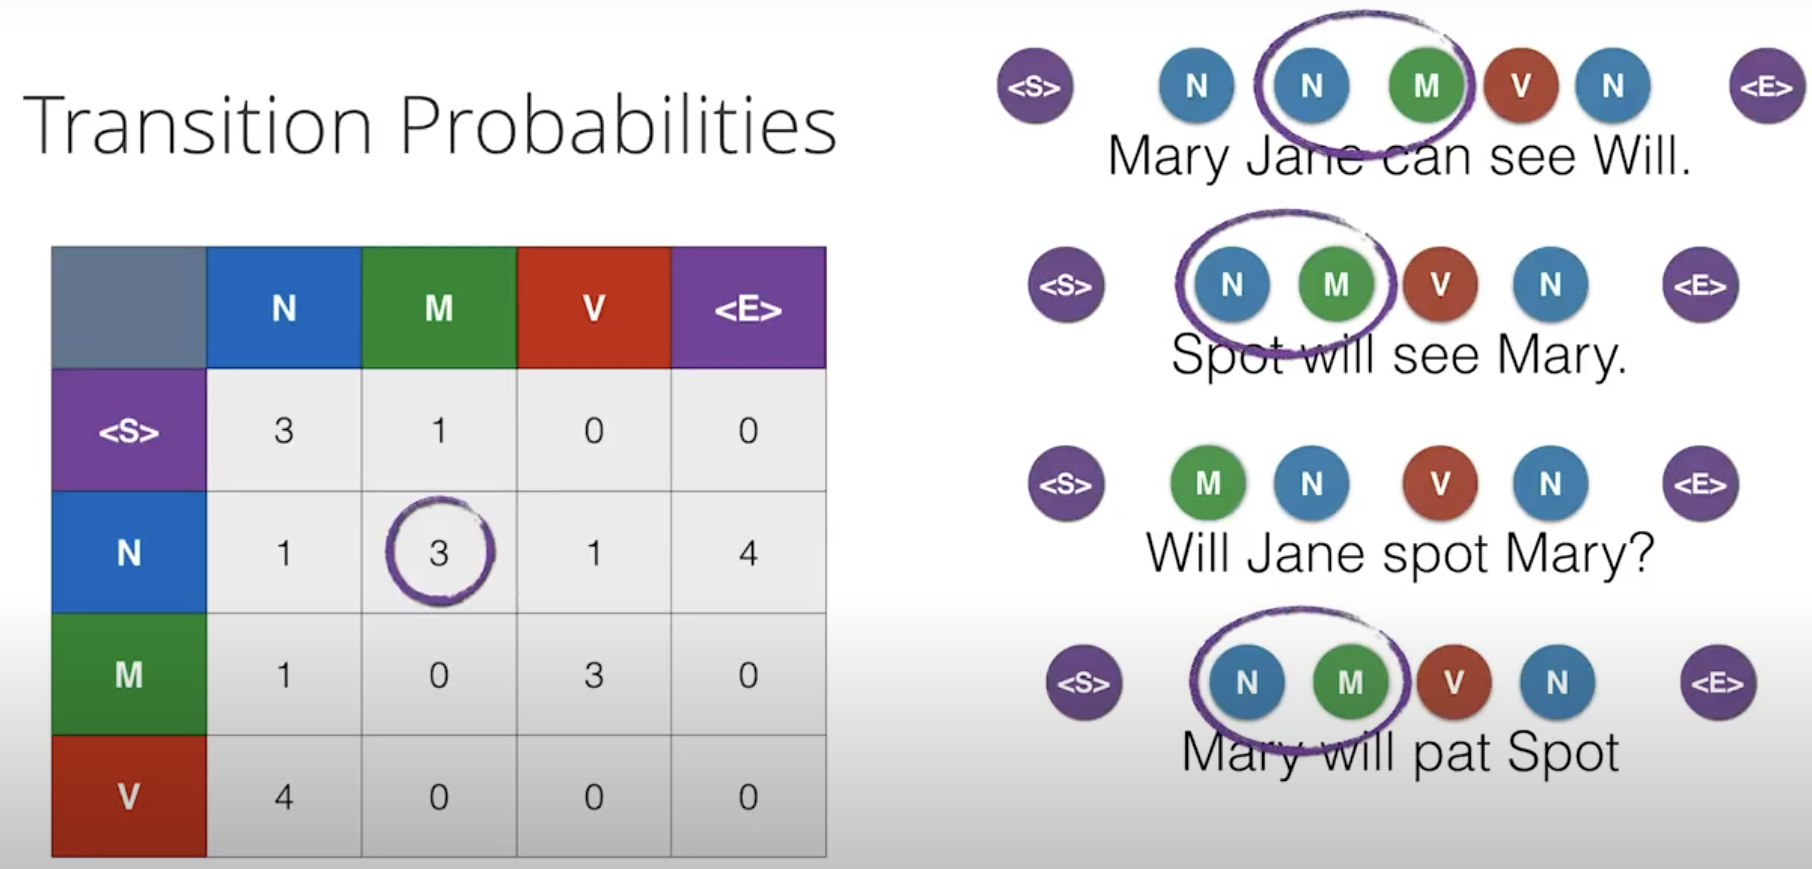 Transition Probabilities
N M V <E>
<S> 3 1 0 0
N 1 3 1 4
M 1 0 3 0
V 4 0 0 0
<S> N N M V N <E>
Mary Jane can see Will.
<S> N M V N <E>
Spot will see Mary.
<S> M N V N <E>
Will Jane spot Mary?
<S> N M V N <E>
Mary will pat Spot